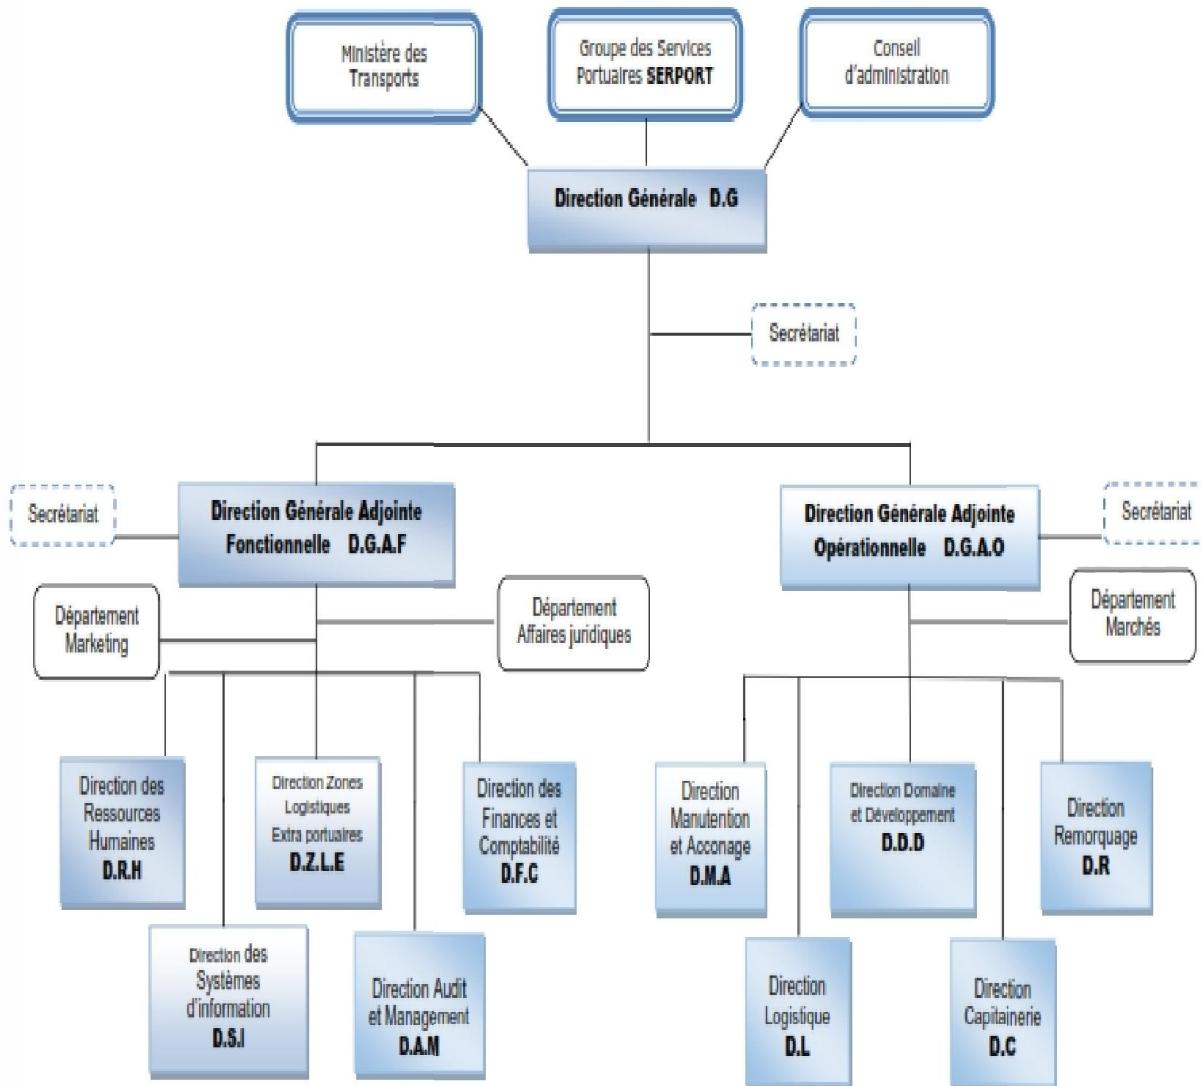 Ministère des
Transports
Groupe des Services
Portuaires SERPORT
Conseil
d'administration
Direction Générale D.G
Secrétariat
Secrétariat
Direction Générale Adjointe
Fonctionnelle D.G.A.F
Direction Générale Adjointe
Opérationnelle D.G.A.O
Secrétariat
Département
Marketing
Département
Affaires juridiques
Département
Marchés
Direction des
Ressources
Humaines
D.R.H
Direction Zones
Logistiques
Extra portuaires
D.Z.L.E
Direction des
Finances et
Comptabilité
D.F.C
Direction
Manutention
et Acconage
D.M.A
Direction Domaine
et Développement
D.D.D
Direction
Remorquage
D.R
Direction des
Systèmes
d'information
D.S.I
Direction Audit
et Management
D.A.M
Direction
Logistique
D.L
Direction
Capitainerie
D.C